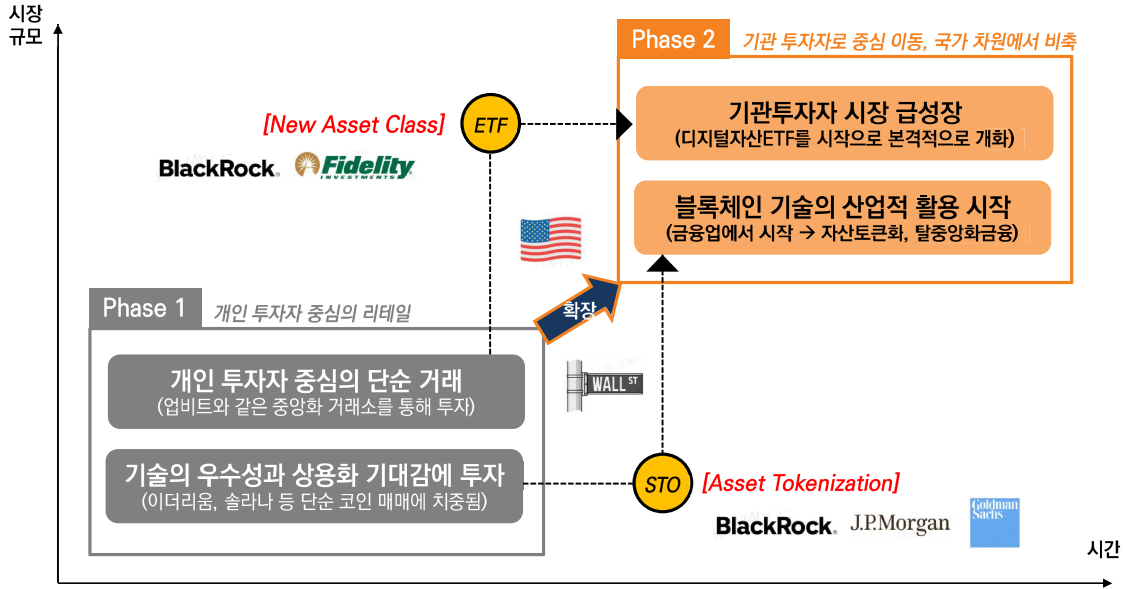 시장
규모
Phase 2
기관 투자자로 중심 이동, 국가 차원에서 비축
기관투자자 시장 급성장
(디지털자산ETF를 시작으로 본격적으로 개화)
[New Asset Class]
ETF
BlackRock.
Fidelity
INVESTMENTS
블록체인 기술의 산업적 활용 시작
(금융업에서 시작 → 자산토큰화, 탈중앙화금융)
Phase 1
개인 투자자 중심의 리테일
확장
개인 투자자 중심의 단순 거래
(업비트와 같은 중앙화 거래소를 통해 투자)
WALL ST
기술의 우수성과 상용화 기대감에 투자
(이더리움, 솔라나 등 단순 코인 매매에 치중됨)
STO
[Asset Tokenization]
BlackRock.
J.P.Morgan
Goldman
Sachs
시간